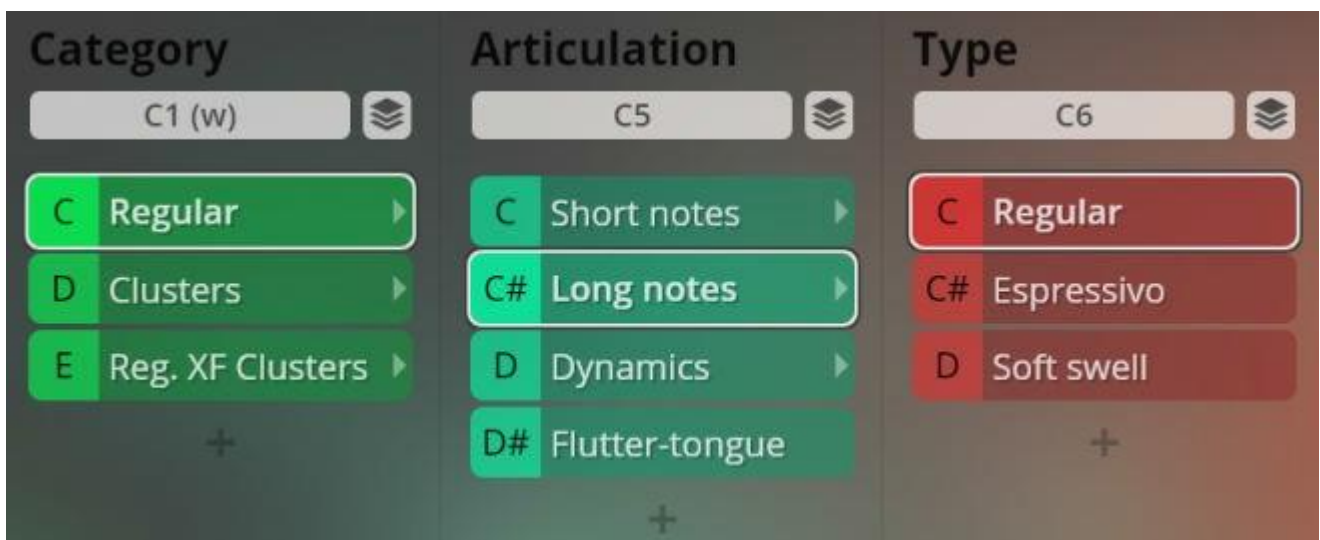 Category
C1 (w)
C Regular
D Clusters
E Reg. XF Clusters
+
Articulation
C5
C Short notes
C# Long notes
D Dynamics
D# Flutter-tongue
+
Type
C6
C Regular
C# Espressivo
D Soft swell
+